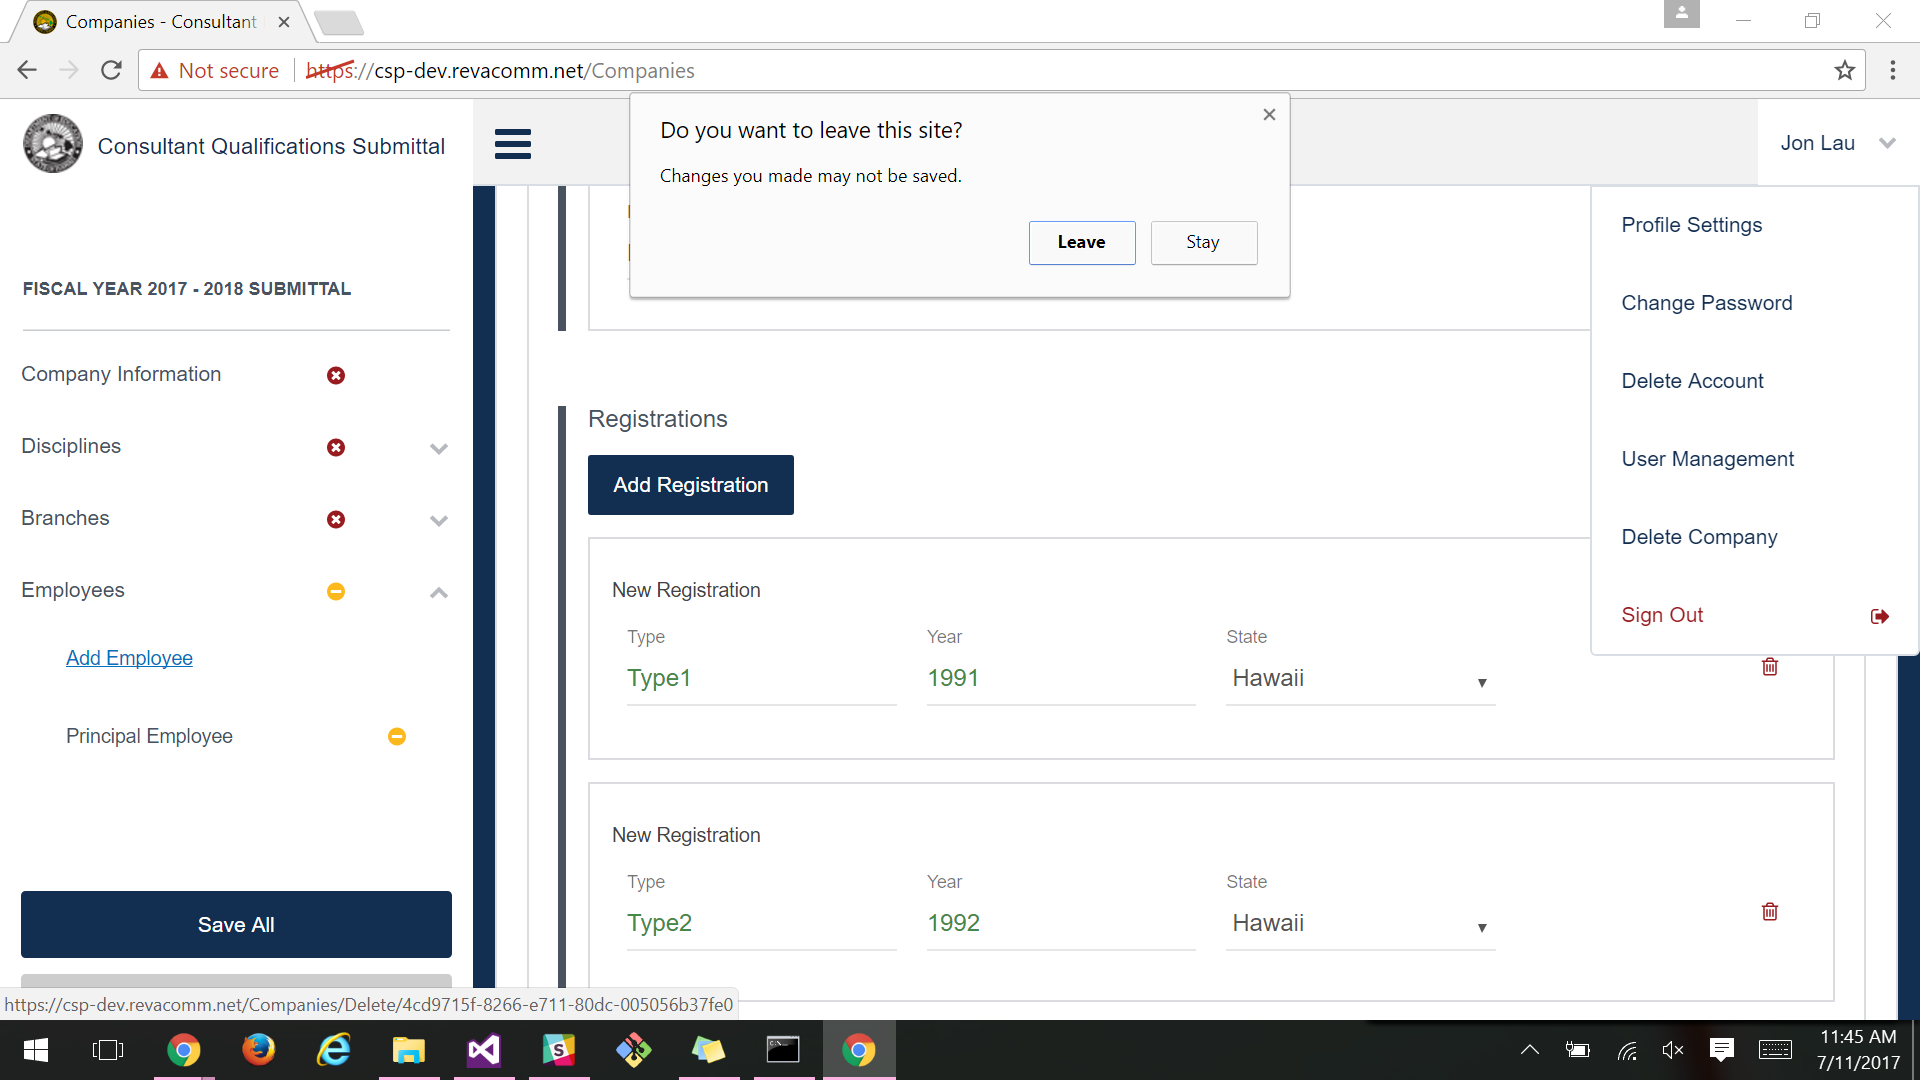 Companies - Consultant
Not secure
https://csp-dev.revacomm.net/Companies
Consultant Qualifications Submittal
Jon Lau
Do you want to leave this site?
Changes you made may not be saved.
Leave
Stay
Profile Settings
Change Password
Delete Account
User Management
Delete Company
Sign Out
FISCAL YEAR 2017 - 2018 SUBMITTAL
Company Information
Disciplines
Branches
Employees
Add Employee
Principal Employee
Save All
Registrations
Add Registration
New Registration
Type
Year
State
Type1
1991
Hawaii
New Registration
Type
Year
State
Type2
1992
Hawaii
https://csp-dev.revacomm.net/Companies/Delete/4cd9715f-8266-e711-80dc-005056b37fe0
11:45 AM
7/11/2017